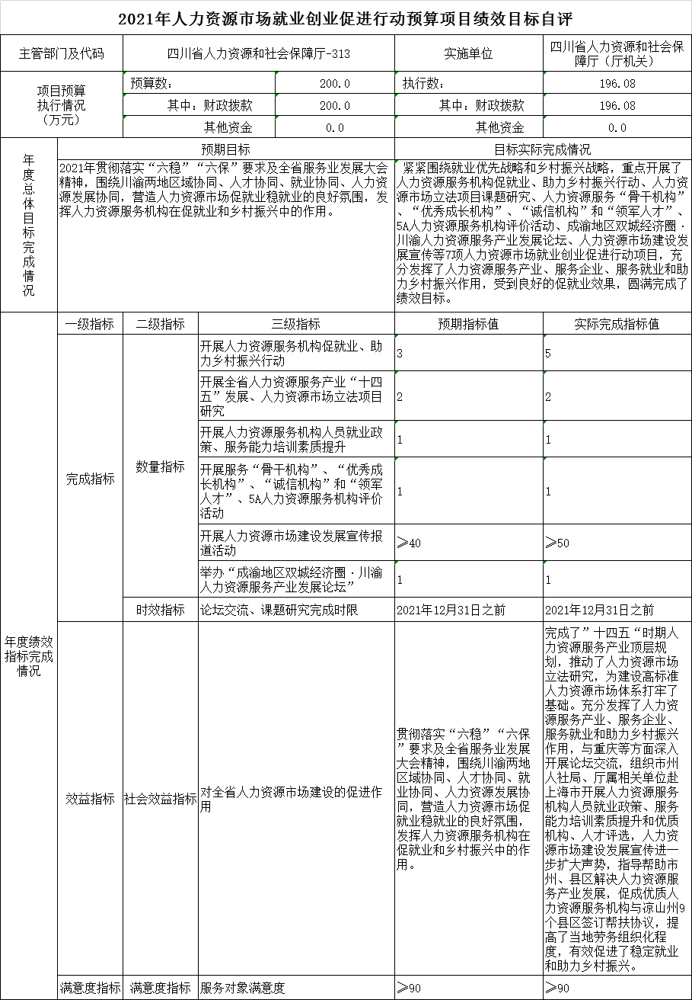 2021年人力资源市场就业创业促进行动预算项目绩效目标自评
主管部门及代码
四川省人力资源和社会保障厅-313
实施单位
四川省人力资源和社会保
障厅（厅机关）
项目预算
执行情况
（万元）
预算数:
200.0
执行数:
196.08
其中: 财政拨款
200.0
其中: 财政拨款
196.08
其他资金
0.0
其他资金
0.0
年
度
总
体
目
标
完
成
情
况
预期目标
目标实际完成情况
2021年贯彻落实“六稳”“六保”要求及全省服务业发展大会
精神，围绕川渝两地区域协同、人才协同、就业协同、人力资
源发展协同，营造人力资源市场促就业稳就业的良好氛围，发
挥人力资源服务机构在促就业和乡村振兴中的作用。
紧紧围绕就业优先战略和乡村振兴战略，重点开展了
人力资源服务机构促就业、助力乡村振兴行动、人力资
源市场立法项目课题研究、人力资源服务“骨干机构”
、“优秀成长机构”、“诚信机构”和“领军人才”、
5A人力资源服务机构评价活动、成渝地区双城经济圈·
川渝人力资源服务产业发展论坛、人力资源市场建设发
展宣传等7项人力资源市场就业创业促进行动项目，充
分发挥了人力资源服务产业、服务企业、服务就业和助
力乡村振兴作用，受到良好的促就业效果，圆满完成了
绩效目标。
年度绩效
指标完成
情况
一级指标
二级指标
三级指标
预期指标值
实际完成指标值
完成指标
数量指标
开展人力资源服务机构促就业、助
力乡村振兴行动
3
5
开展全省人力资源服务产业“十四
五”发展、人力资源市场立法项目
研究
2
2
开展人力资源服务机构人员就业政
策、服务能力培训素质提升
1
1
开展服务“骨干机构”、“优秀成
长机构”、“诚信机构”和“领军
人才”、5A人力资源服务机构评价
活动
1
1
开展人力资源市场建设发展宣传报
道活动
≥40
≥50
举办“成渝地区双城经济圈·川渝
人力资源服务产业发展论坛”
1
1
时效指标
论坛交流、课题研究完成时限
2021年12月31日之前
2021年12月31日之前
效益指标
社会效益指标
对全省人力资源市场建设的促进作
用
贯彻落实“六稳”“六保
”要求及全省服务业发展
大会精神，围绕川渝两地
区域协同、人才协同、就
业协同、人力资源发展协
同，营造人力资源市场促
就业稳就业的良好氛围，
发挥人力资源服务机构在
促就业和乡村振兴中的作
用。
完成了”十四五“时期人
力资源服务产业顶层规
划，推动了人力资源市场
立法研究，为建设高标准
人力资源市场体系打牢了
基础。充分发挥了人力资
源服务产业、服务企业、
服务就业和助力乡村振兴
作用，与重庆等方面深入
开展论坛交流，组织市州
人社局、厅属相关单位赴
上海市开展人力资源服务
机构人员就业政策、服务
能力培训素质提升和优质
机构、人才评选，人力资
源市场建设发展宣传进一
步扩大声势，指导帮助市
州、县区解决人力资源服
务产业发展，促成优质人
力资源服务机构与凉山州9
个县区签订帮扶协议，提
高了当地劳务组织化程
度，有效促进了稳定就业
和助力乡村振兴。
满意度指标
满意度指标
服务对象满意度
≥90
≥90